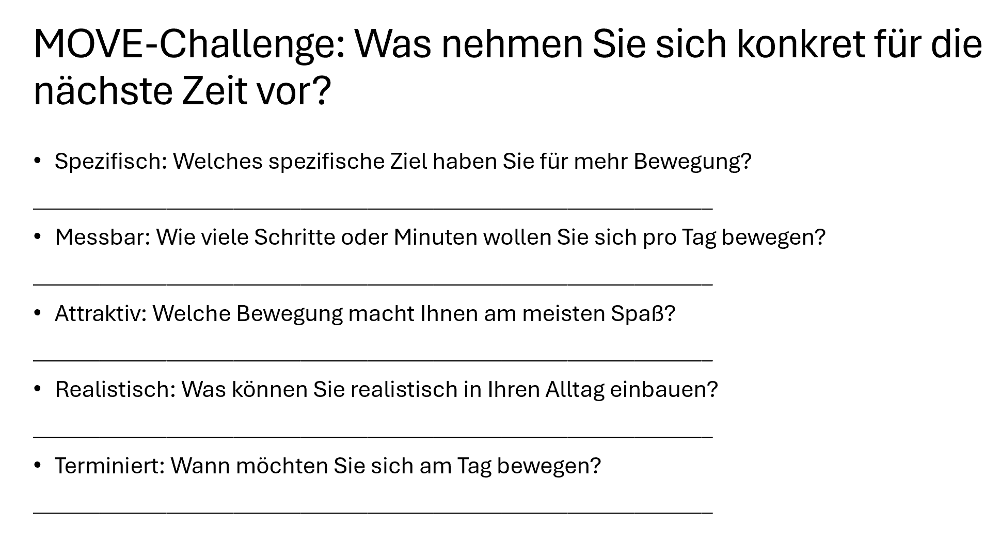 MOVE-Challenge: Was nehmen Sie sich konkret für die
nächste Zeit vor?
• Spezifisch: Welches spezifische Ziel haben Sie für mehr Bewegung?
• Messbar: Wie viele Schritte oder Minuten wollen Sie sich pro Tag bewegen?
• Attraktiv: Welche Bewegung macht Ihnen am meisten Spaß?
• Realistisch: Was können Sie realistisch in Ihren Alltag einbauen?
• Terminiert: Wann möchten Sie sich am Tag bewegen?